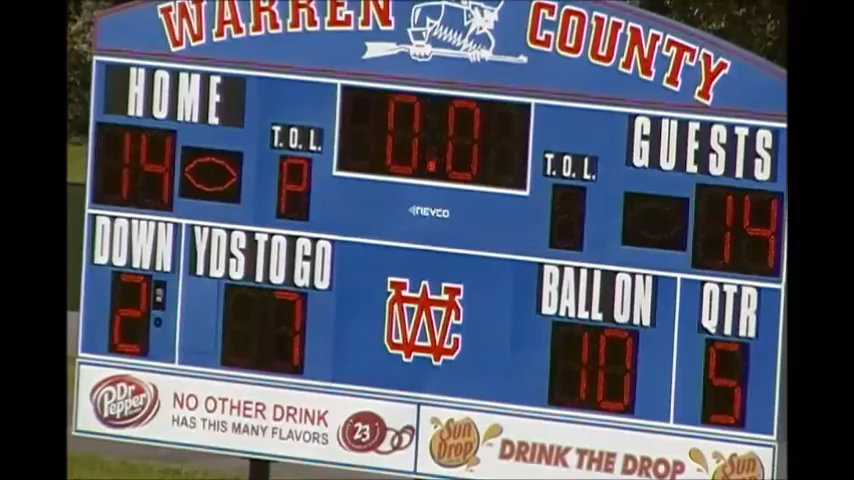 WARREN COUNTY
HOME
T.O.L.
0.0
T.O.L.
GUESTS
14
P
14
NEVCO
DOWN
YDS TO GO
BALL ON
QTR
2
7
WC
10
5
Dr Pepper
NO OTHER DRINK
HAS THIS MANY FLAVORS
23
Sun Drop
DRINK THE DROP
Sun Drop